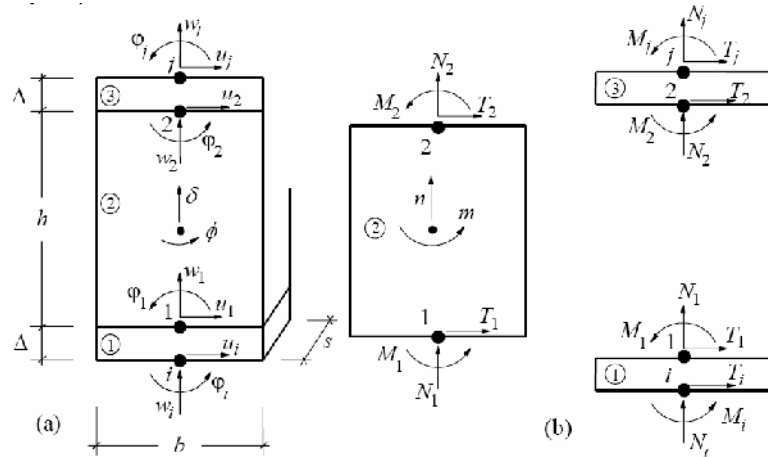 wⱼ
φⱼ uⱼ
j
Δ ③ u₂
2
w₂ φ₂
h ② δ
ϕ
w₁
φ₁ u₁
1
Δ ① uᵢ
s
i
wᵢ φᵢ
(a)
b
N₂
M₂ T₂
2
n
② m
1 T₁
M₁
N₁
Nⱼ
Mⱼ Tⱼ
j
③ 2 T₂
M₂
N₂
N₁
M₁ 1 T₁
① i Tᵢ
Mᵢ
(b) Nᵢ